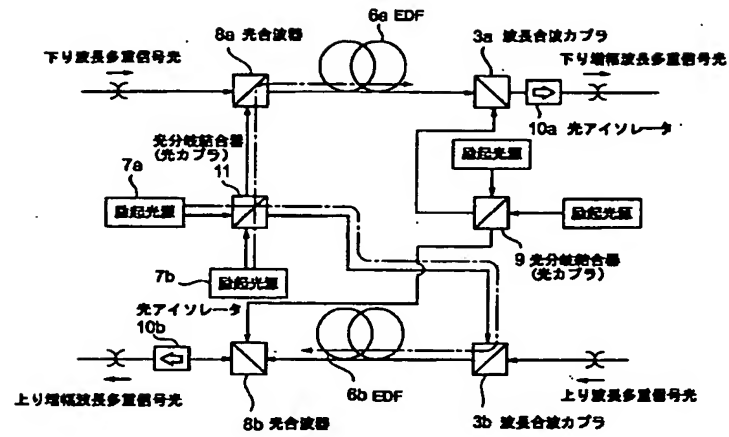 6a EDF
8a 光合波器
3a 波長合波カプラ
下り波長多重信号光
下り増幅波長多重信号光
10a 光アイソレータ
光分岐結合器
(光カプラ)
11
7a
励起光源
励起光源
励起光源
9 光分岐結合器
(光カプラ)
7b
励起光源
光アイソレータ
10b
上り増幅波長多重信号光
6b EDF
上り波長多重信号光
8b 光合波器
3b 波長合波カプラ